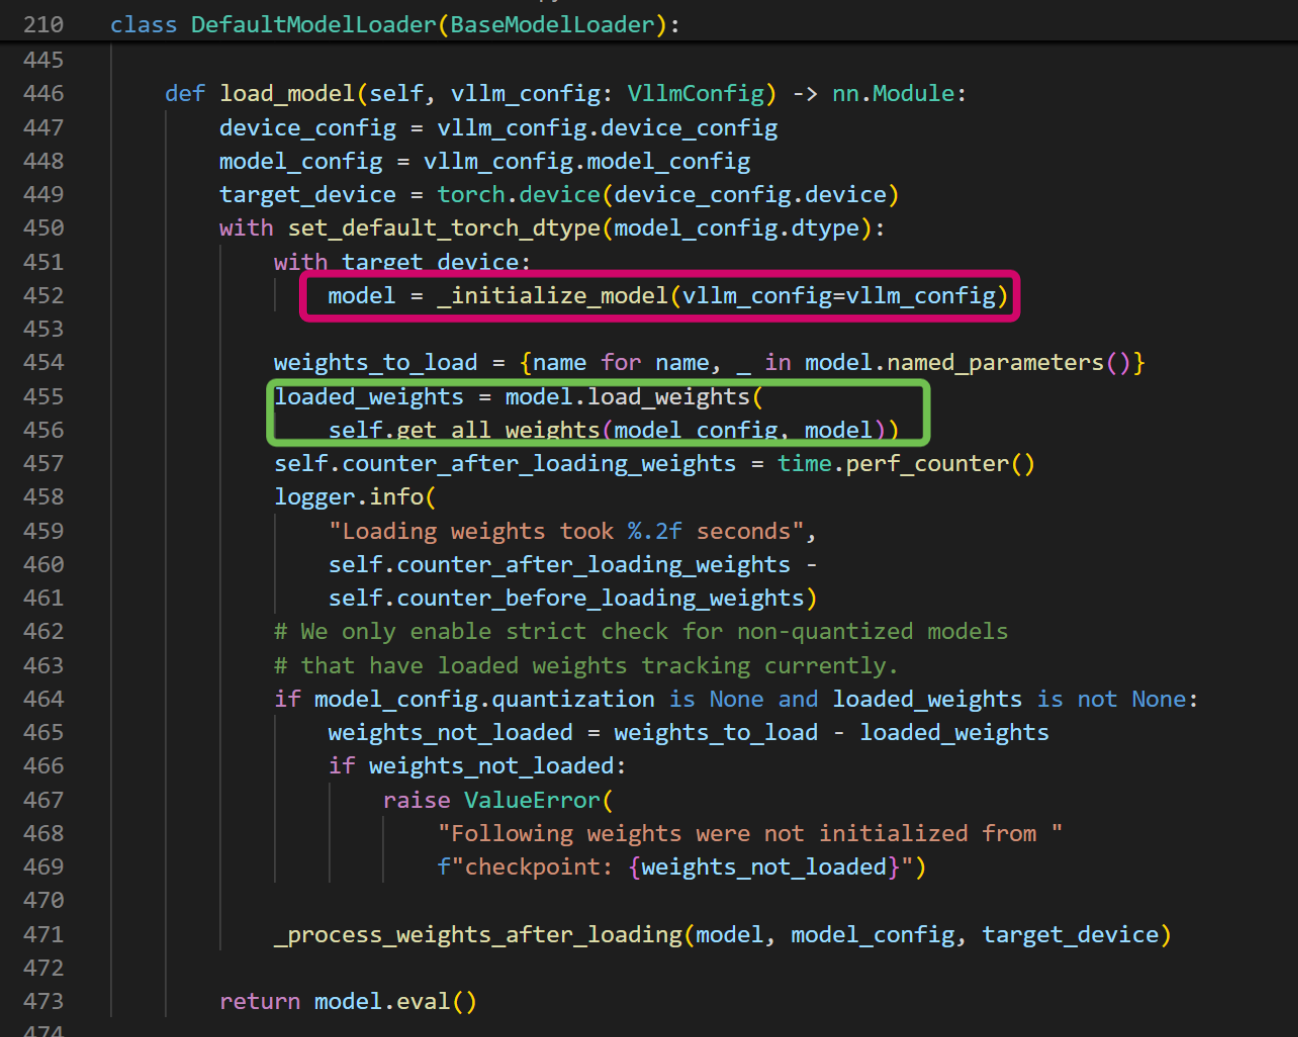 210 class DefaultModelLoader(BaseModelLoader):
445
446 def load_model(self, vllm_config: VllmConfig) -> nn.Module:
447 device_config = vllm_config.device_config
448 model_config = vllm_config.model_config
449 target_device = torch.device(device_config.device)
450 with set_default_torch_dtype(model_config.dtype):
451 with target_device:
452 model = _initialize_model(vllm_config=vllm_config)
453
454 weights_to_load = {name for name, _ in model.named_parameters()}
455 loaded_weights = model.load_weights(
456 self.get_all_weights(model_config, model))
457 self.counter_after_loading_weights = time.perf_counter()
458 logger.info(
459 "Loading weights took %.2f seconds",
460 self.counter_after_loading_weights -
461 self.counter_before_loading_weights)
462 # We only enable strict check for non-quantized models
463 # that have loaded weights tracking currently.
464 if model_config.quantization is None and loaded_weights is not None:
465 weights_not_loaded = weights_to_load - loaded_weights
466 if weights_not_loaded:
467 raise ValueError(
468 "Following weights were not initialized from "
469 f"checkpoint: {weights_not_loaded}")
470
471 _process_weights_after_loading(model, model_config, target_device)
472
473 return model.eval()
474